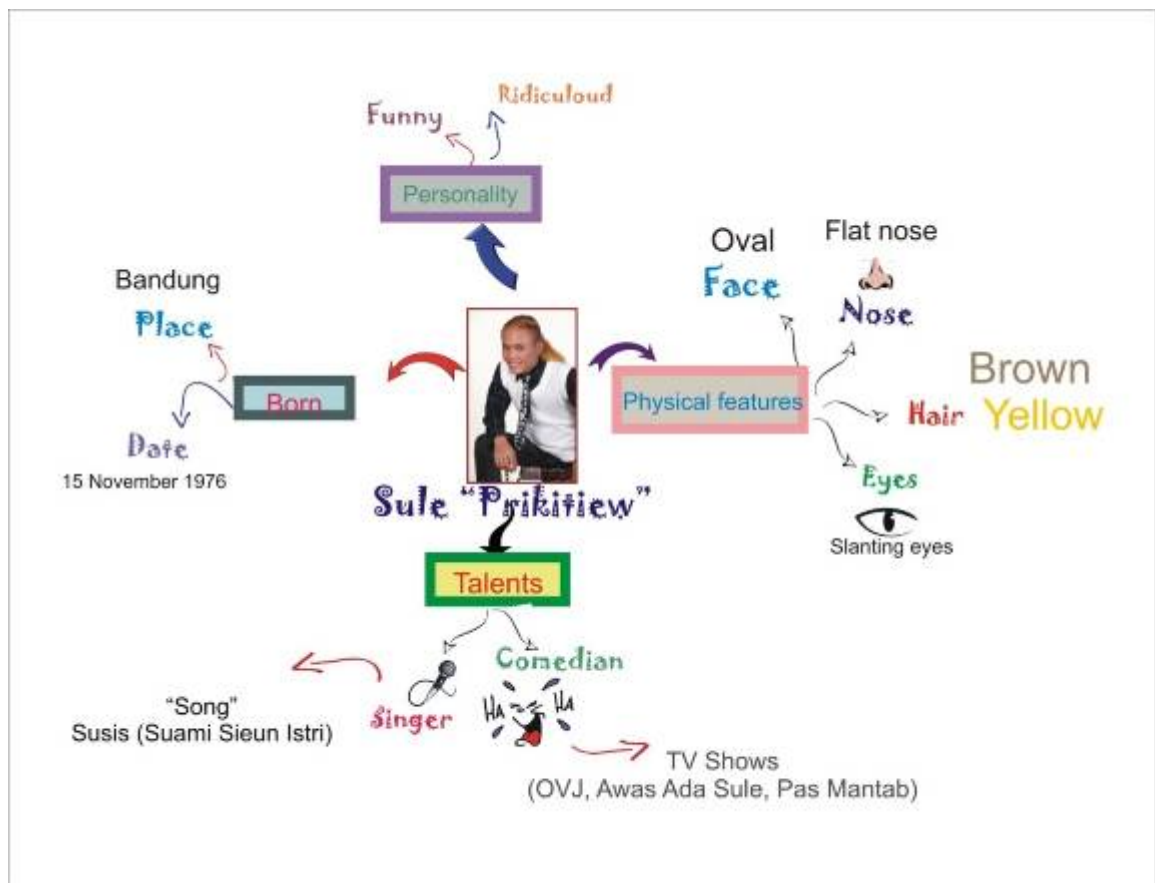 Ridiculoud
Funny
Personality
Oval
Face
Flat nose
Nose
Bandung
Place
Born
Date
15 November 1976
Physical features
Brown
Hair
Yellow
Eyes
Slanting eyes
Sule "Prikitiew"
Talents
Comedian
Ha Ha
Singer
"Song"
Susis (Suami Sieun Istri)
TV Shows
(OVJ, Awas Ada Sule, Pas Mantab)